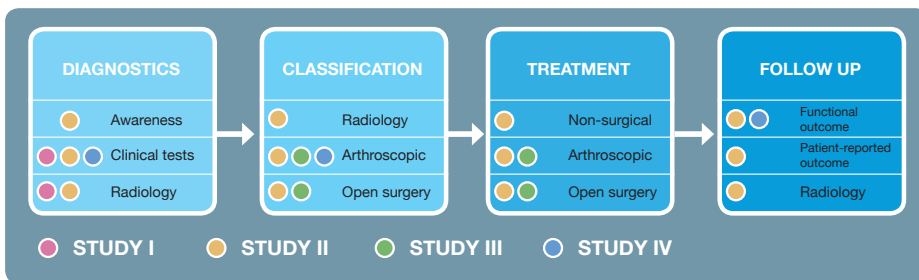 DIAGNOSTICS
Awareness
Clinical tests
Radiology
CLASSIFICATION
Radiology
Arthroscopic
Open surgery
TREATMENT
Non-surgical
Arthroscopic
Open surgery
FOLLOW UP
Functional
outcome
Patient-reported
outcome
Radiology
STUDY I
STUDY II
STUDY III
STUDY IV